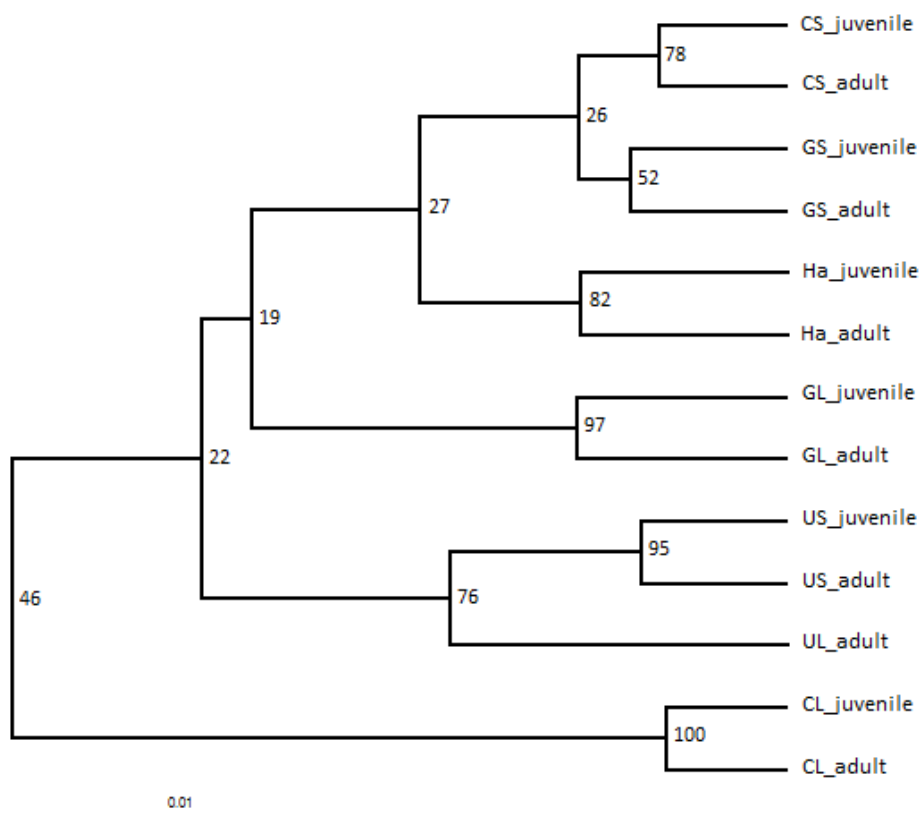 CS_juvenile
78
CS_adult
26
GS_juvenile
52
GS_adult
27
Ha_juvenile
82
Ha_adult
19
GL_juvenile
97
GL_adult
22
US_juvenile
95
US_adult
76
46
UL_adult
CL_juvenile
100
CL_adult
0.01